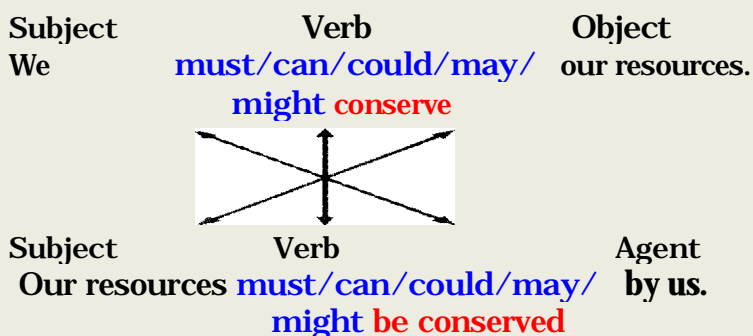 Subject Verb Object
We must/can/could/may/ our resources.
might conserve
Subject Verb Agent
Our resources must/can/could/may/ by us.
might be conserved